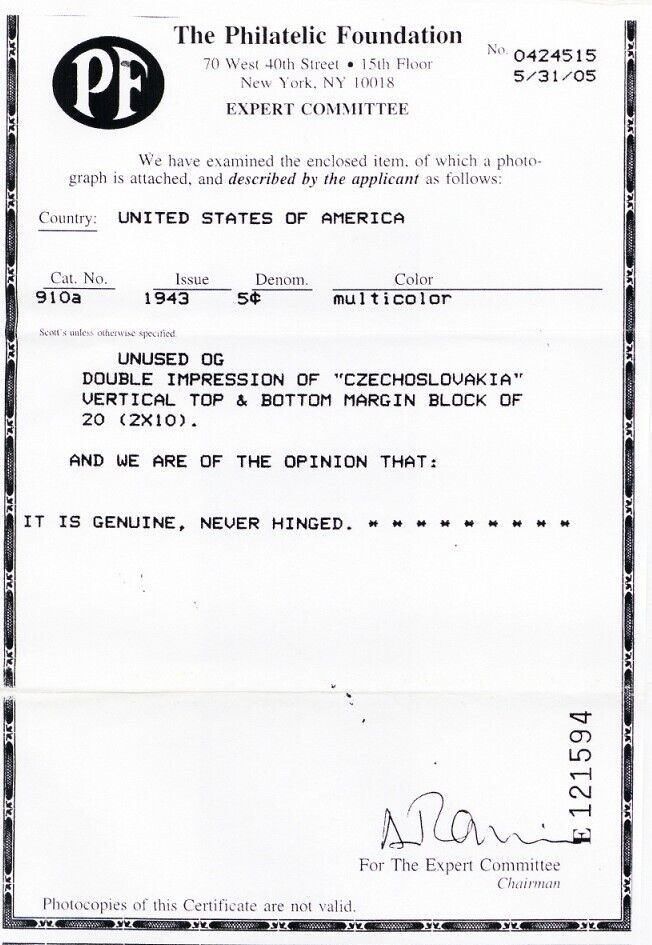 PF
The Philatelic Foundation
70 West 40th Street • 15th Floor
New York, NY 10018
EXPERT COMMITTEE
No. 0424515
5/31/05
We have examined the enclosed item, of which a photo-
graph is attached, and described by the applicant as follows:
Country: UNITED STATES OF AMERICA
Cat. No. Issue Denom. Color
910a 1943 5¢ multicolor
Scott's unless otherwise specified.
UNUSED OG
DOUBLE IMPRESSION OF "CZECHOSLOVAKIA"
VERTICAL TOP & BOTTOM MARGIN BLOCK OF
20 (2X10).
AND WE ARE OF THE OPINION THAT:
IT IS GENUINE, NEVER HINGED. * * * * * * * * *
E 121594
For The Expert Committee
Chairman
Photocopies of this Certificate are not valid.